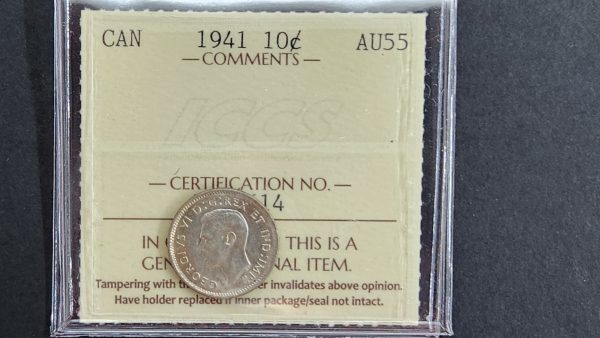 CAN 1941 10¢ AU55
— COMMENTS —
ICCS
— CERTIFICATION NO. —
14
GEORGIVS VI D:G:REX ET IND:IMP:
IN THIS IS A
NAL ITEM.
Tampering with er invalidates above opinion.
Have holder replaced if inner package/seal not intact.